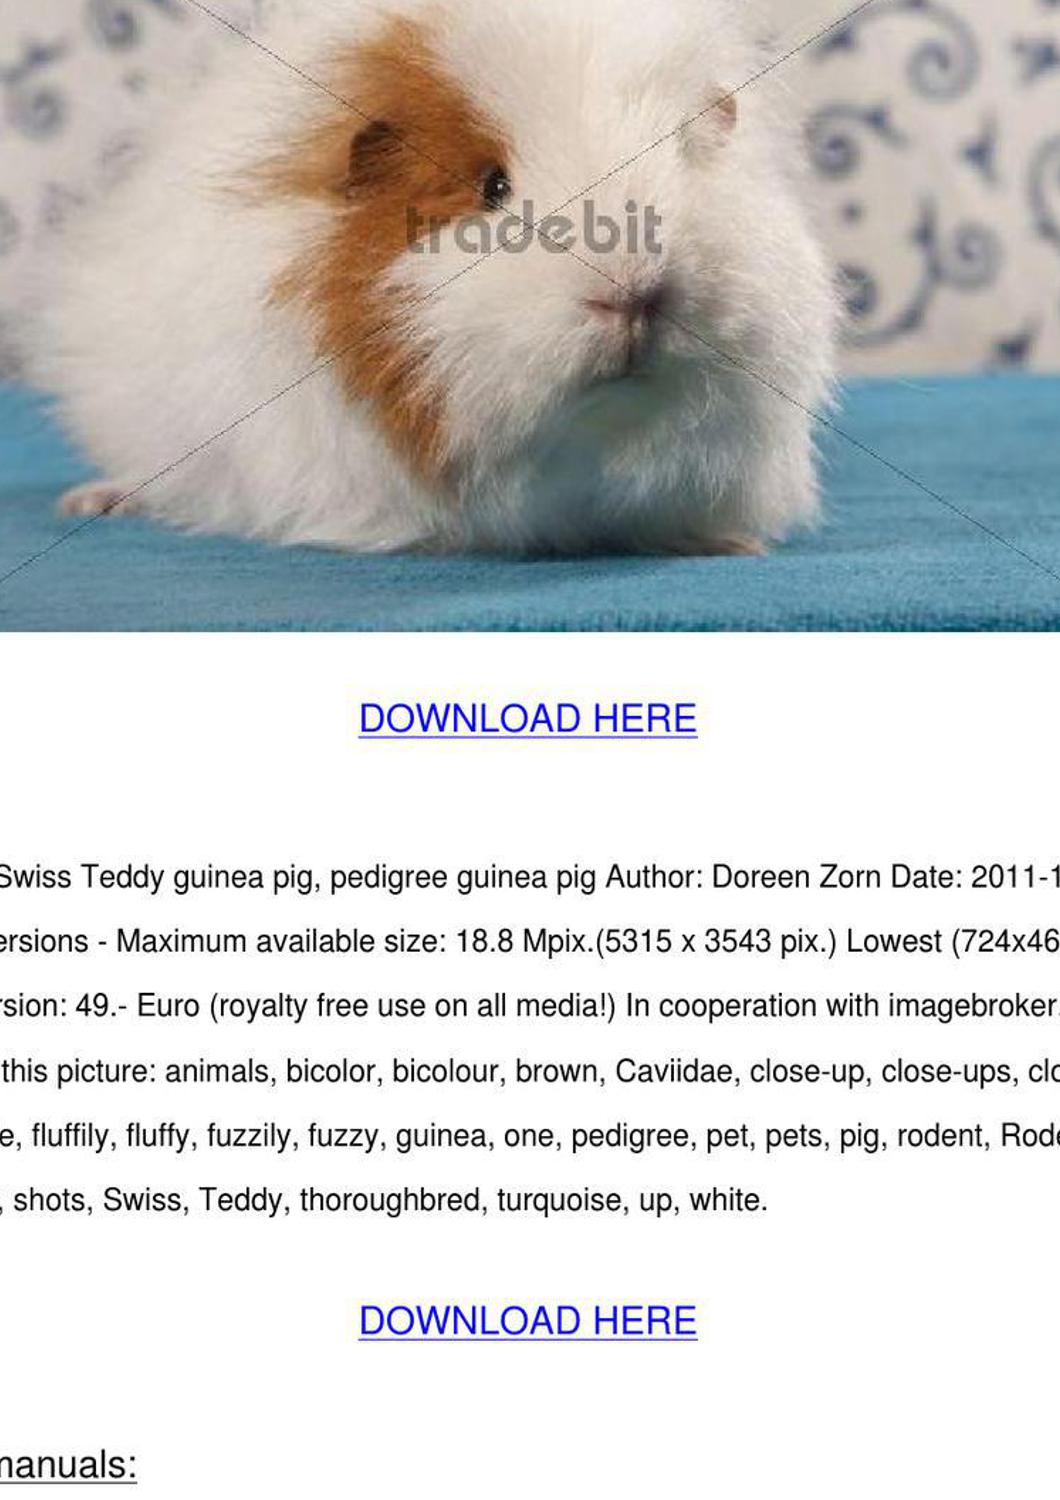 tradebit
DOWNLOAD HERE
Swiss Teddy guinea pig, pedigree guinea pig Author: Doreen Zorn Date: 2011-1
ersions - Maximum available size: 18.8 Mpix.(5315 x 3543 pix.) Lowest (724x46
rsion: 49.- Euro (royalty free use on all media!) In cooperation with imagebroker.
this picture: animals, bicolor, bicolour, brown, Caviidae, close-up, close-ups, clo
e, fluffily, fluffy, fuzzily, fuzzy, guinea, one, pedigree, pet, pets, pig, rodent, Rode
, shots, Swiss, Teddy, thoroughbred, turquoise, up, white.
DOWNLOAD HERE
manuals: